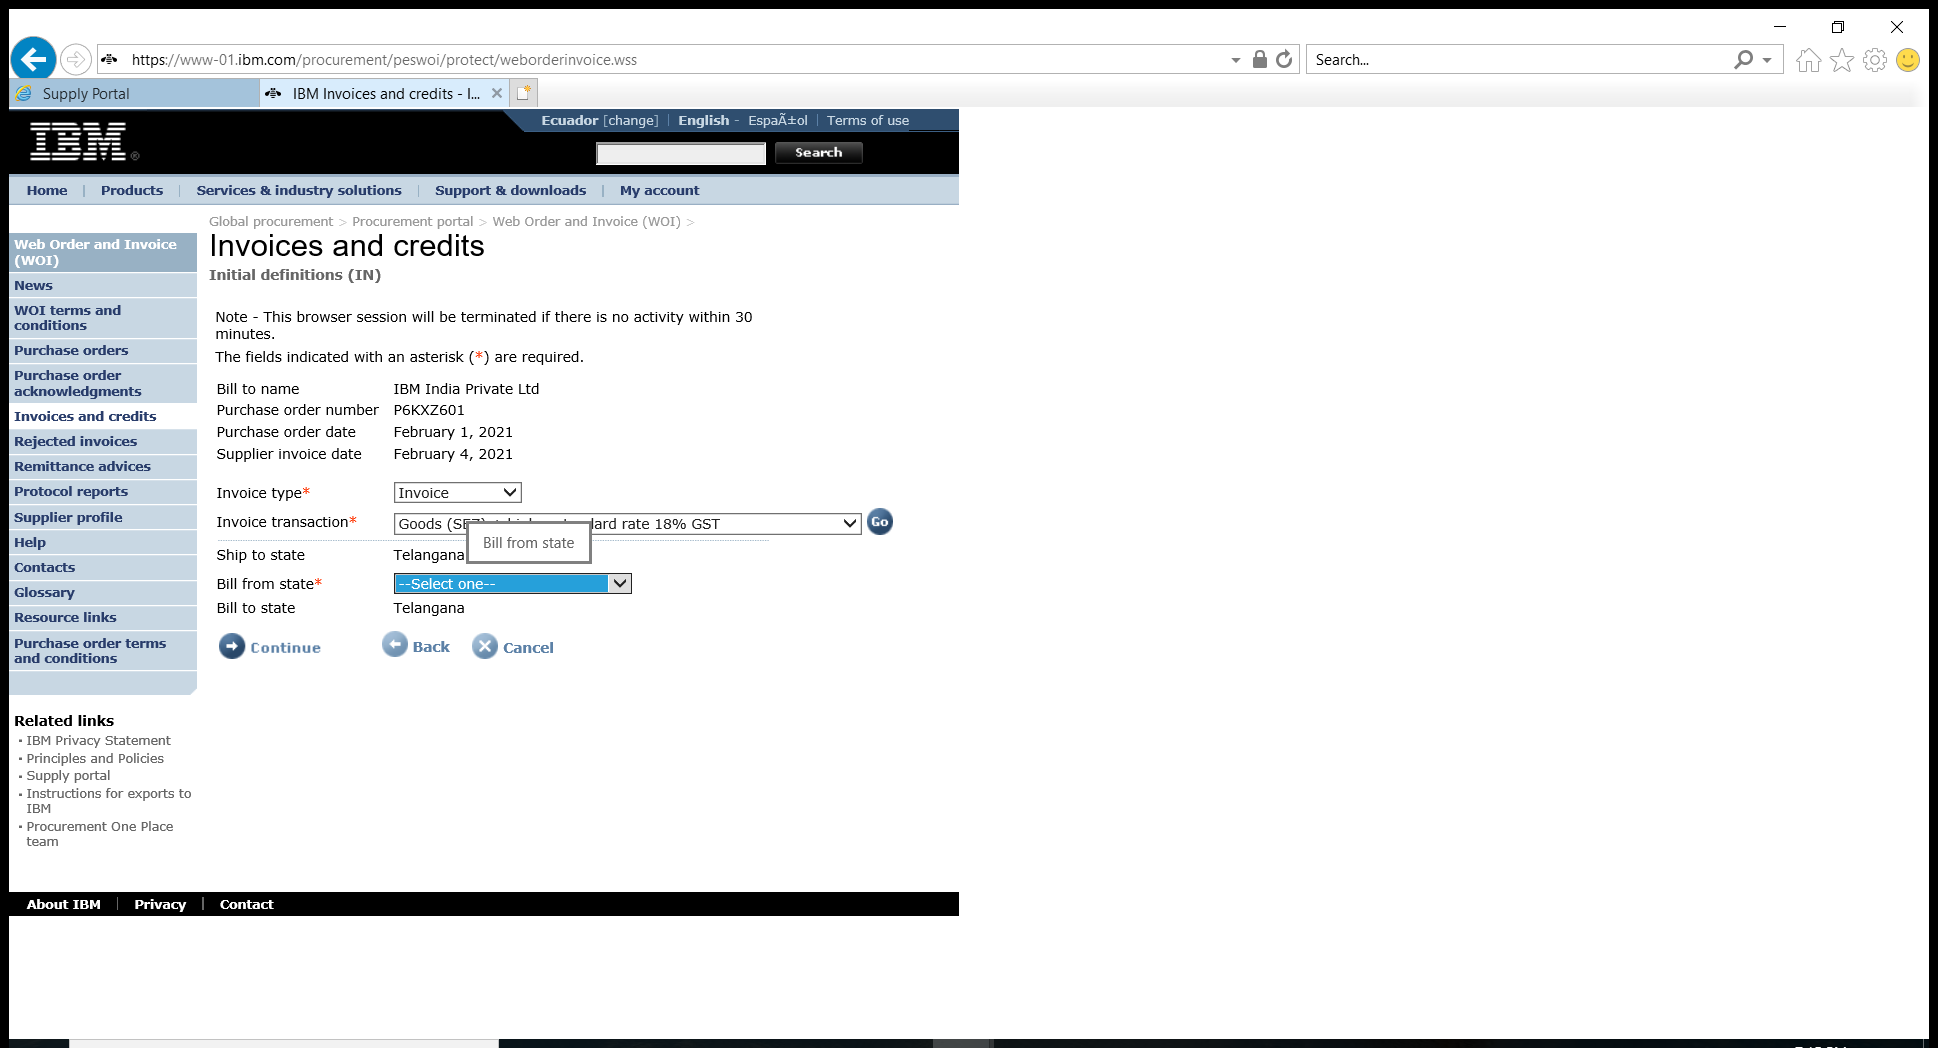 https://www-01.ibm.com/procurement/peswoi/protect/weborderinvoice.wss
Search...
Supply Portal
IBM Invoices and credits - I...
Ecuador [change] English - EspaÃ±ol Terms of use
IBM®
Search
Home Products Services & industry solutions Support & downloads My account
Global procurement > Procurement portal > Web Order and Invoice (WOI) >
Invoices and credits
Initial definitions (IN)
Web Order and Invoice
(WOI)
News
WOI terms and
conditions
Purchase orders
Purchase order
acknowledgments
Invoices and credits
Rejected invoices
Remittance advices
Protocol reports
Supplier profile
Help
Contacts
Glossary
Resource links
Purchase order terms
and conditions
Note - This browser session will be terminated if there is no activity within 30
minutes.
The fields indicated with an asterisk (*) are required.
Bill to name IBM India Private Ltd
Purchase order number P6KXZ601
Purchase order date February 1, 2021
Supplier invoice date February 4, 2021
Invoice type* Invoice
Invoice transaction* Goods rate 18% GST Go
Bill from state
Ship to state Telangana
Bill from state* --Select one--
Bill to state Telangana
Continue Back Cancel
Related links
· IBM Privacy Statement
· Principles and Policies
· Supply portal
· Instructions for exports to
IBM
· Procurement One Place
team
About IBM Privacy Contact